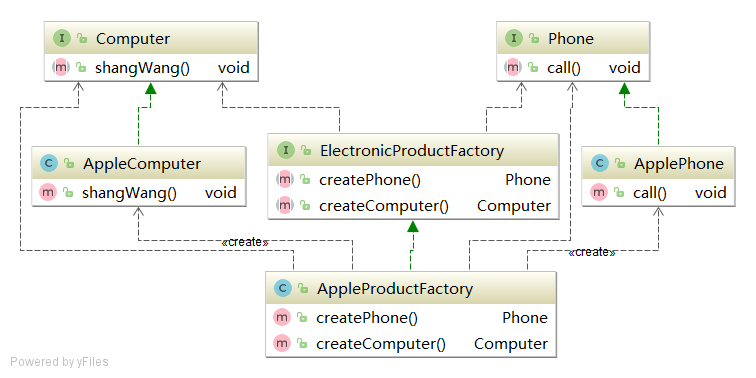 I Computer
m shangWang() void
I Phone
m call() void
C AppleComputer
m shangWang() void
I ElectronicProductFactory
m createPhone() Phone
m createComputer() Computer
C ApplePhone
m call() void
«create»
«create»
C AppleProductFactory
m createPhone() Phone
m createComputer() Computer
Powered by yFiles